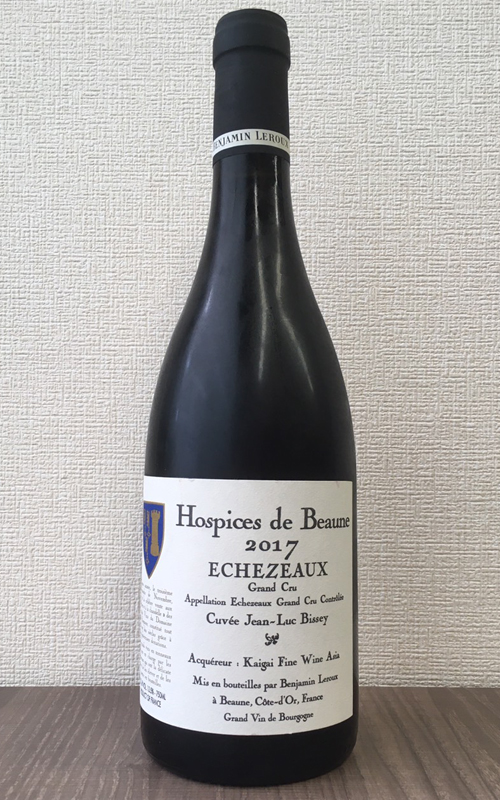 BENJAMIN LEROUX
Hospices de Beaune
2017
ECHEZEAUX
Grand Cru
Appellation Echezeaux Grand Cru Contrôlée
Cuvée Jean-Luc Bissey
Acquéreur : Kaigai Fine Wine Asia
Mis en bouteilles par Benjamin Leroux
à Beaune, Côte-d'Or, France
Grand Vin de Bourgogne